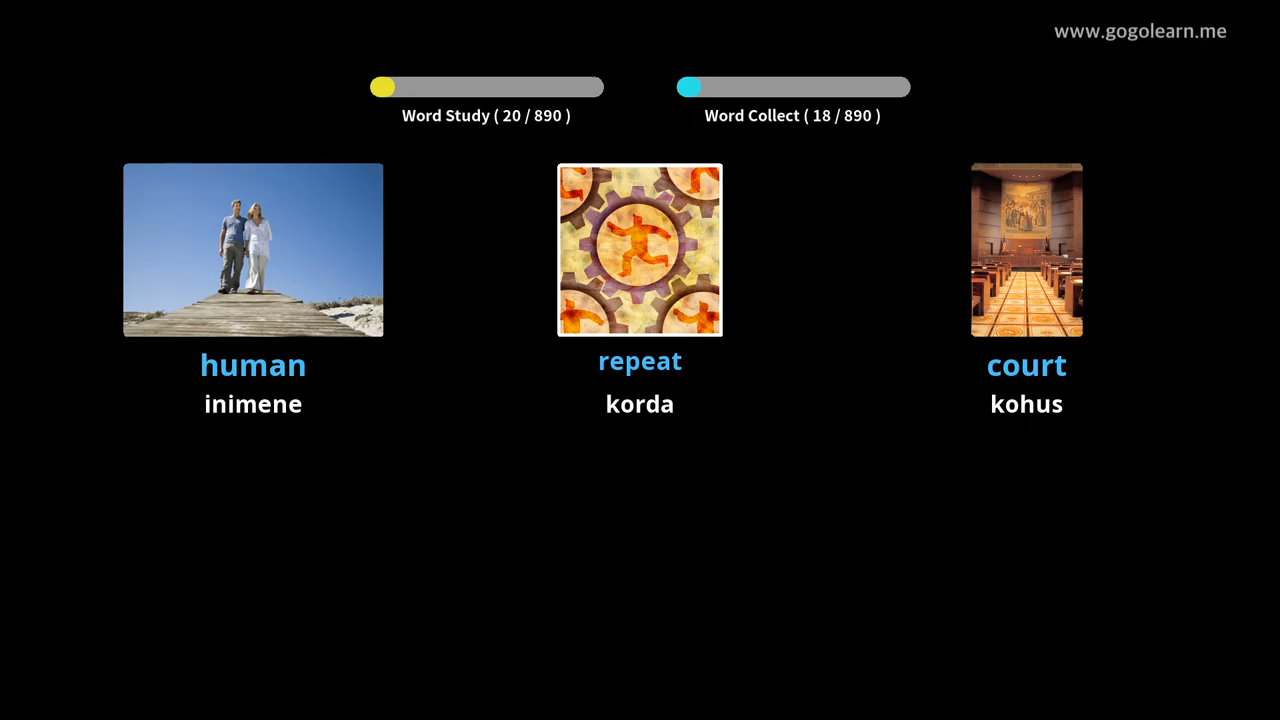 www.gogolearn.me
Word Study ( 20 / 890 )
Word Collect ( 18 / 890 )
human
inimene
repeat
korda
court
kohus